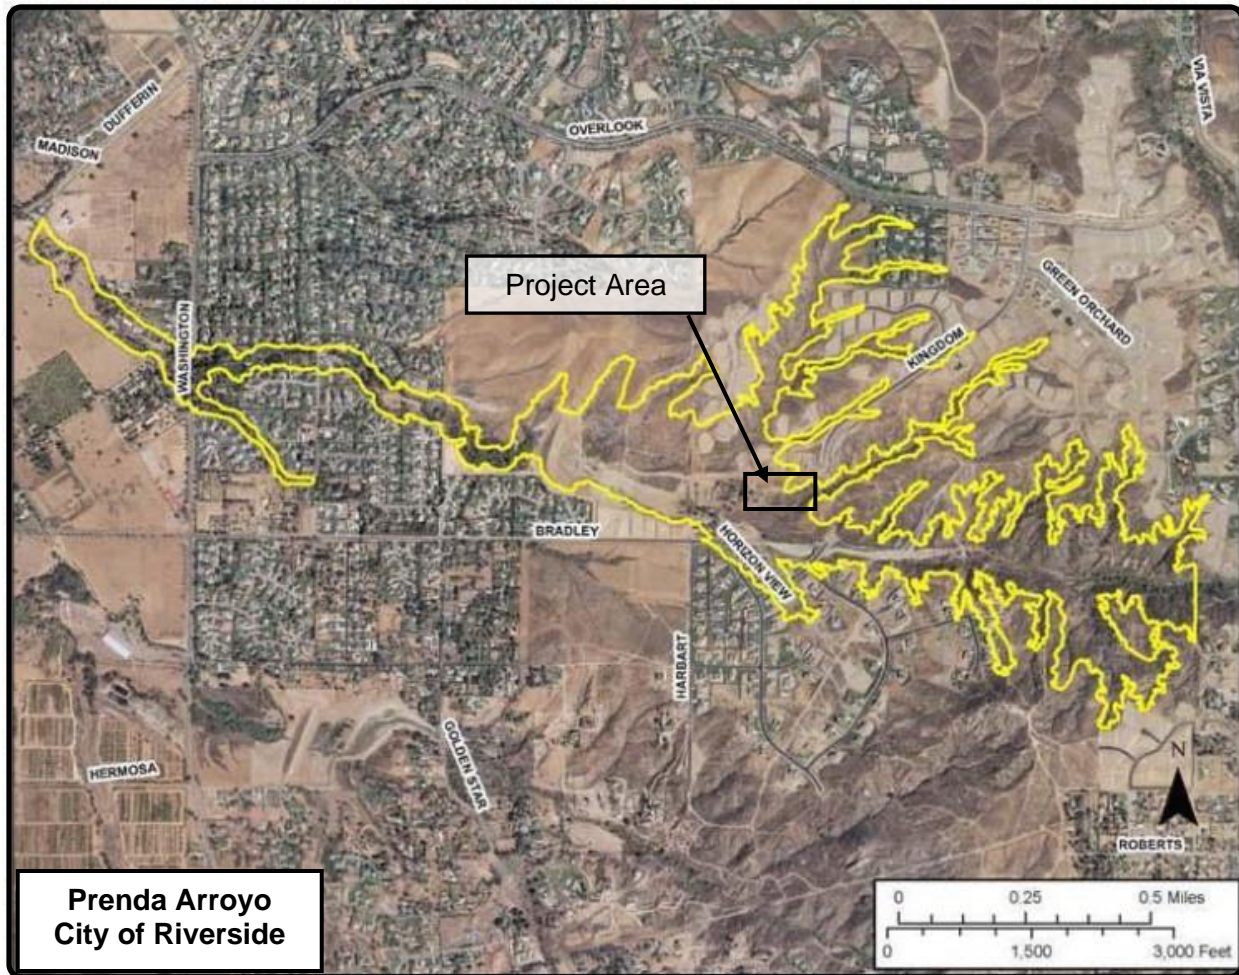 VIA VISTA
DUFFERIN
MADISON
OVERLOOK
Project Area
GREEN ORCHARD
WASHINGTON
KINGDOM
BRADLEY
HORIZON VIEW
HARBART
GOLDEN STAR
HERMOSA
N
ROBERTS
Prenda Arroyo
City of Riverside
0 0.25 0.5 Miles
0 1,500 3,000 Feet